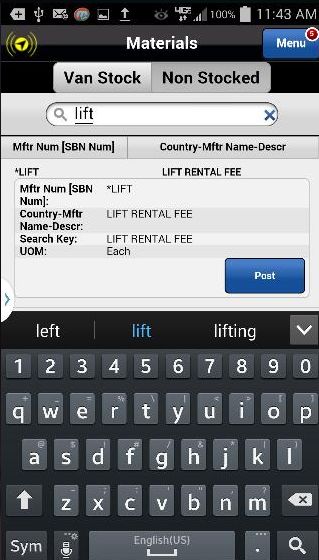 4G LTE 100% 11:43 AM
Materials
Menu 5
Van Stock Non Stocked
lift
Mftr Num [SBN Num] Country-Mftr Name-Descr
*LIFT LIFT RENTAL FEE
Mftr Num [SBN Num]: *LIFT
Country-Mftr Name-Descr: LIFT RENTAL FEE
Search Key: LIFT RENTAL FEE
UOM: Each
Post
left lift lifting
1 2 3 4 5 6 7 8 9 0
q w e r t y u i o p
a s d f g h j k l
z x c v b n m
Sym English(US) .